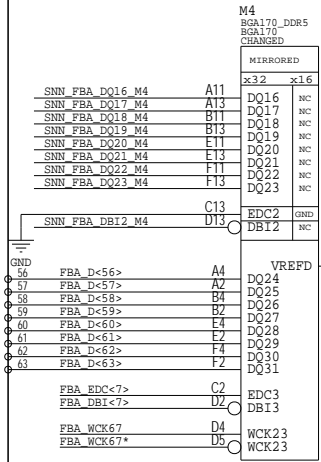 M4
BGA170_DDR5
BGA170
CHANGED
MIRRORED
x32 x16
SNN_FBA_DQ16_M4 A11 DQ16 NC
SNN_FBA_DQ17_M4 A13 DQ17 NC
SNN_FBA_DQ18_M4 B11 DQ18 NC
SNN_FBA_DQ19_M4 B13 DQ19 NC
SNN_FBA_DQ20_M4 E11 DQ20 NC
SNN_FBA_DQ21_M4 E13 DQ21 NC
SNN_FBA_DQ22_M4 F11 DQ22 NC
SNN_FBA_DQ23_M4 F13 DQ23 NC
C13 EDC2 GND
SNN_FBA_DBI2_M4 D13 DBI2 NC
GND
VREFD
56 FBA_D<56> A4 DQ24
57 FBA_D<57> A2 DQ25
58 FBA_D<58> B4 DQ26
59 FBA_D<59> B2 DQ27
60 FBA_D<60> E4 DQ28
61 FBA_D<61> E2 DQ29
62 FBA_D<62> F4 DQ30
63 FBA_D<63> F2 DQ31
FBA_EDC<7> C2 EDC3
FBA_DBI<7> D2 DBI3
FBA_WCK67 D4 WCK23
FBA_WCK67* D5 WCK23